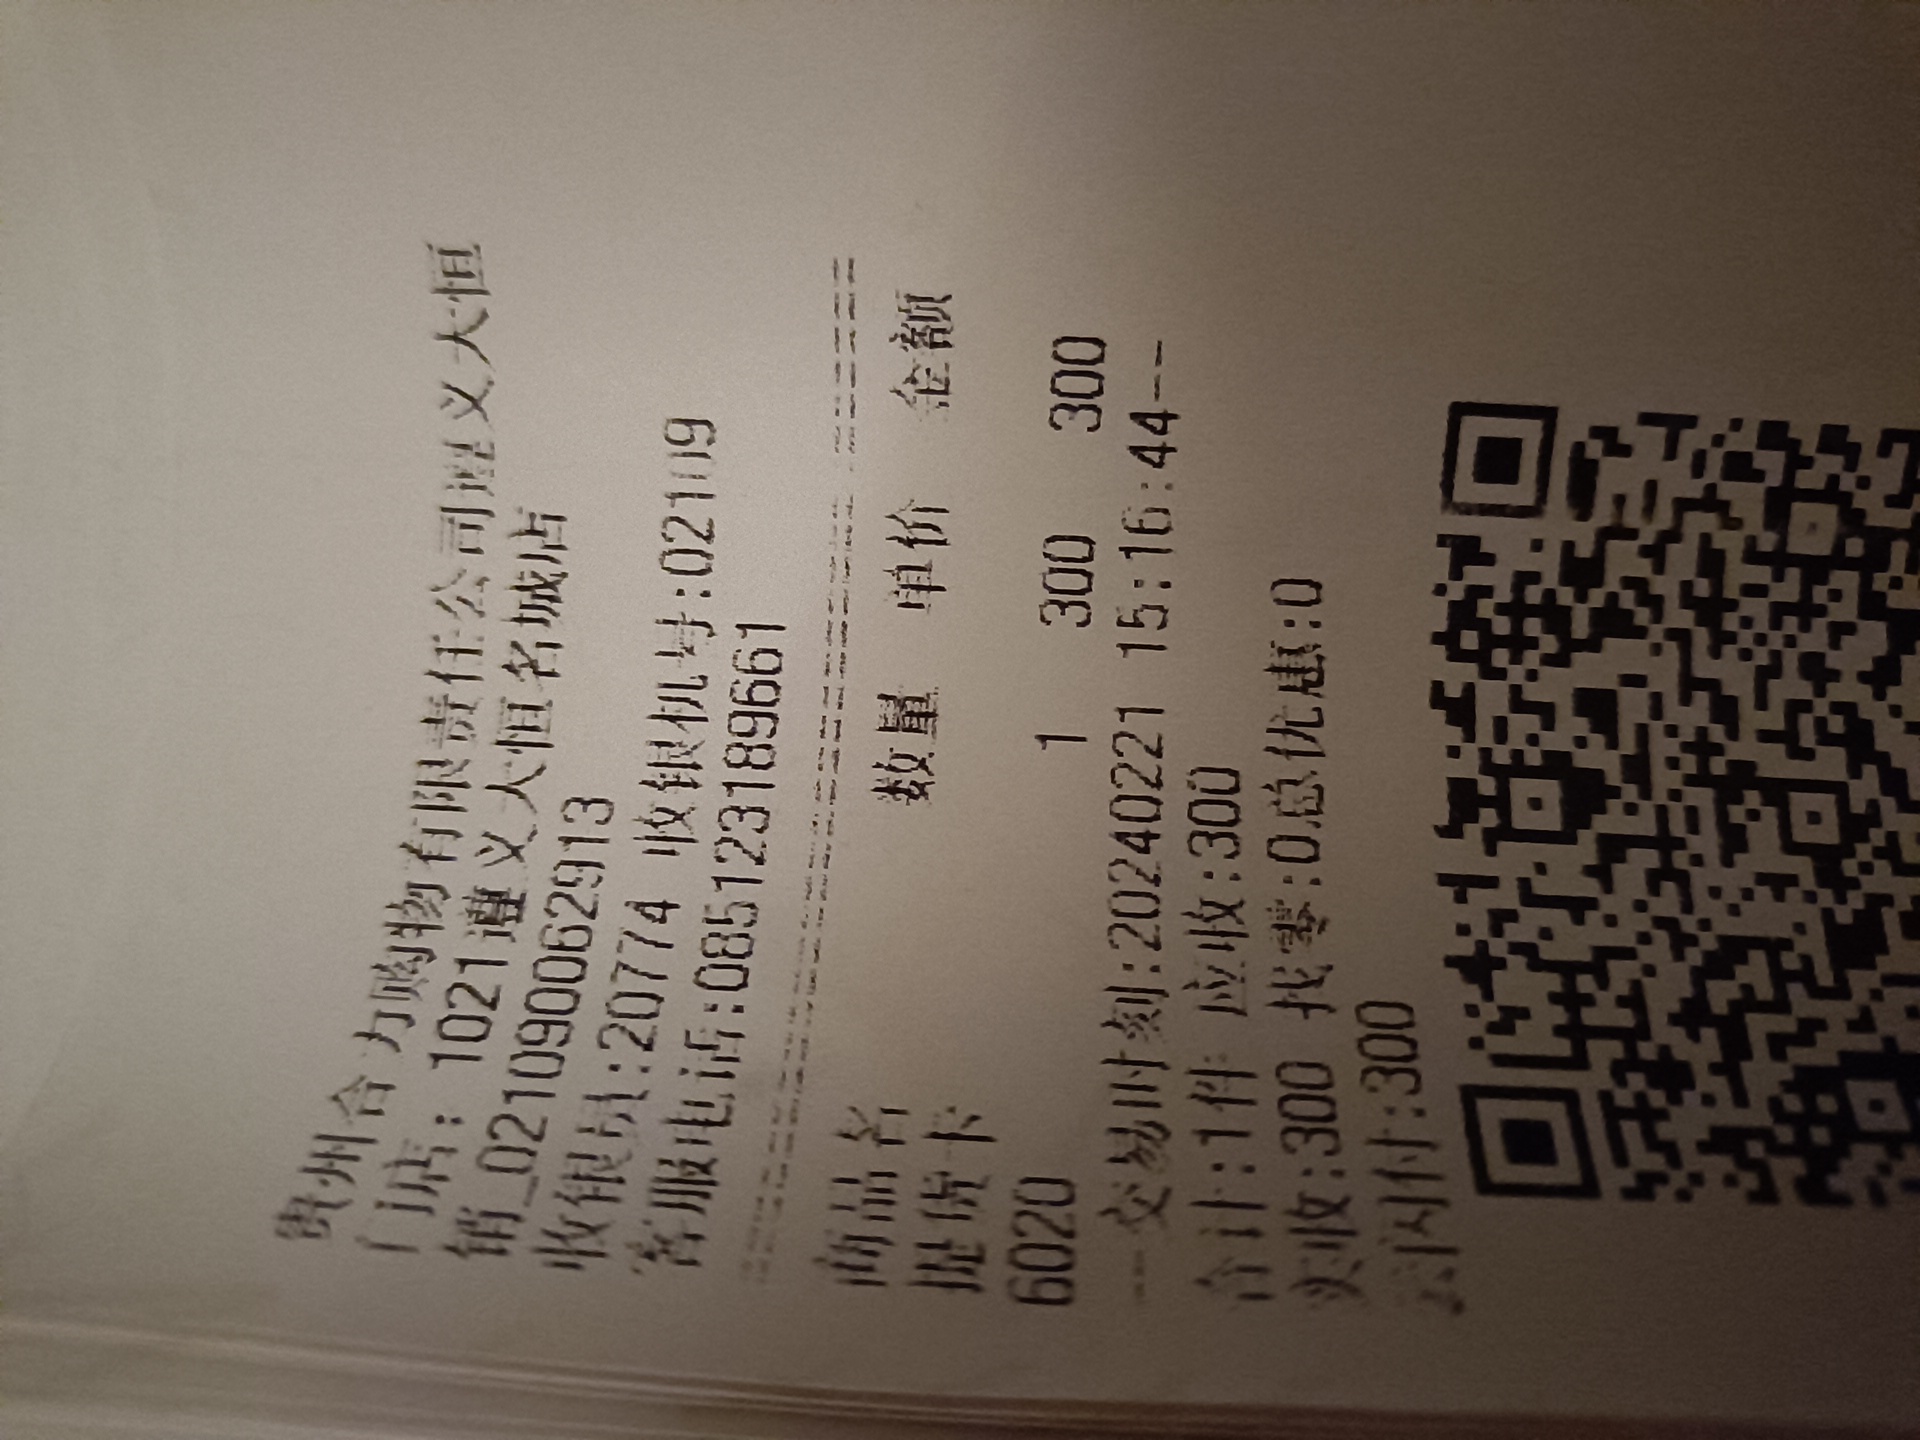 贵州合力购物有限责任公司遵义大恒
门店: 1021遵义大恒名城店
销_021090062913
收银员:20774 收银机号:02109
客服电话:085123189661
商品名 数量 单价 金额
提货卡
6020 1 300 300
--交易时刻:20240221 15:16:44--
合计:1件 应收:300
实收:300 找零:0总优惠:0
云闪付:300